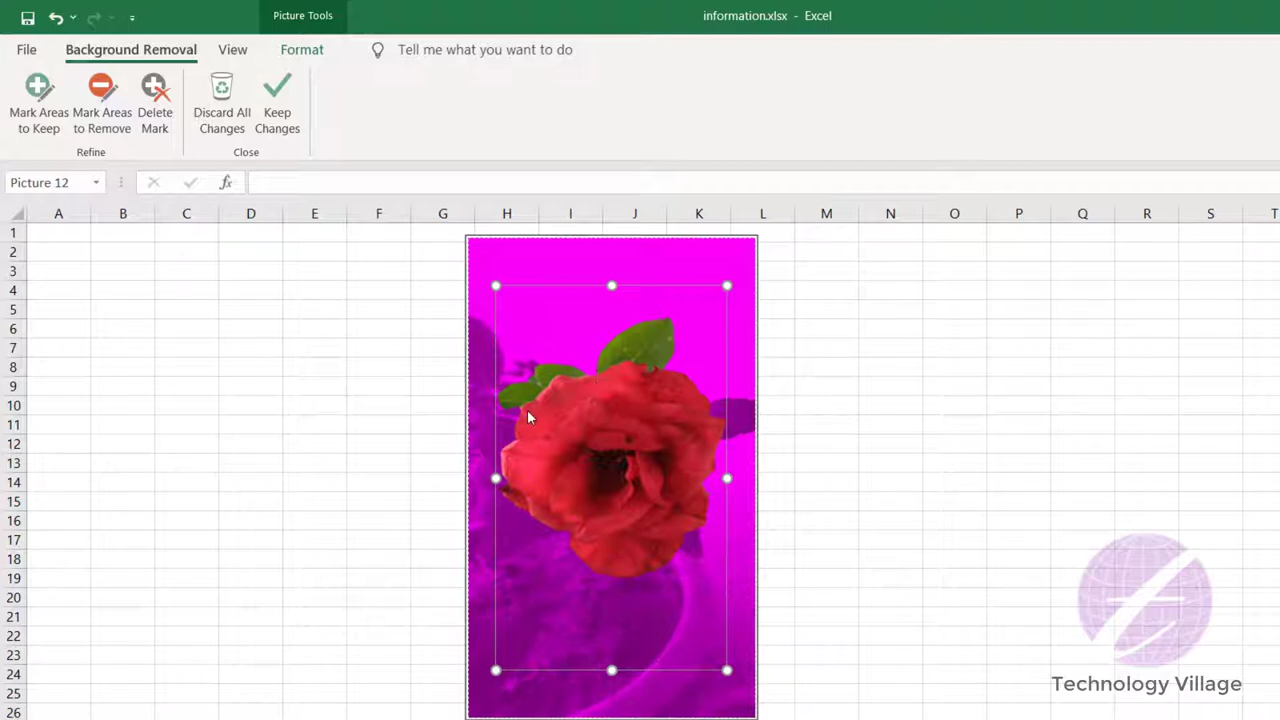 Picture Tools
information.xlsx - Excel
File Background Removal View Format Tell me what you want to do
Mark Areas to Keep
Mark Areas to Remove
Delete Mark
Discard All Changes
Keep Changes
Refine
Close
Picture 12
fx
A B C D E F G H I J K L M N O P Q R S T
1
2
3
4
5
6
7
8
9
10
11
12
13
14
15
16
17
18
19
20
21
22
23
24
25
26
Technology Village